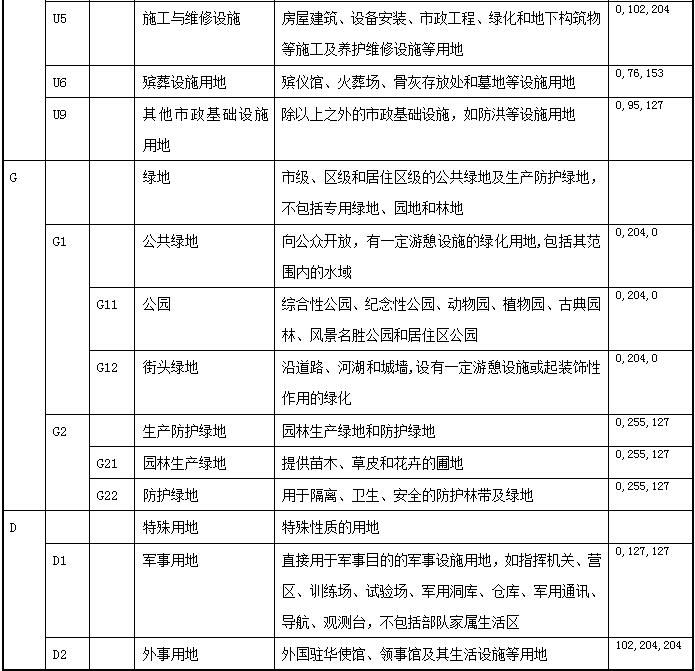 U5 施工与维修设施 房屋建筑、设备安装、市政工程、绿化和地下构筑物 0,102,204
等施工及养护维修设施等用地
U6 殡葬设施用地 殡仪馆、火葬场、骨灰存放处和墓地等设施用地 0,76,153
U9 其他市政基础设施 除以上之外的市政基础设施，如防洪等设施用地 0,95,127
用地
G 绿地 市级、区级和居住区级的公共绿地及生产防护绿地，
不包括专用绿地、园地和林地
G1 公共绿地 向公众开放，有一定游憩设施的绿化用地,包括其范 0,204,0
围内的水域
G11 公园 综合性公园、纪念性公园、动物园、植物园、古典园 0,204,0
林、风景名胜公园和居住区公园
G12 街头绿地 沿道路、河湖和城墙,设有一定游憩设施或起装饰性 0,204,0
作用的绿化
G2 生产防护绿地 园林生产绿地和防护绿地 0,255,127
G21 园林生产绿地 提供苗木、草皮和花卉的圃地 0,255,127
G22 防护绿地 用于隔离、卫生、安全的防护林带及绿地 0,255,127
D 特殊用地 特殊性质的用地
D1 军事用地 直接用于军事目的的军事设施用地，如指挥机关、营 0,127,127
区、训练场、试验场、军用洞库、仓库、军用通讯、
导航、观测台，不包括部队家属生活区
D2 外事用地 外国驻华使馆、领事馆及其生活设施等用地 102,204,204